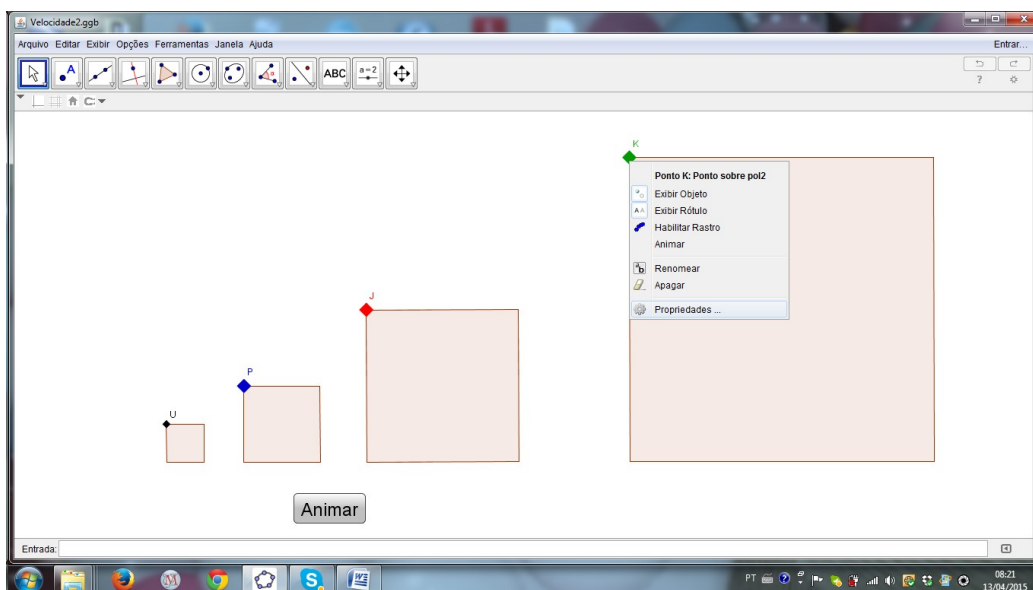 Velocidade2.ggb
Arquivo Editar Exibir Opções Ferramentas Janela Ajuda
Entrar...
A
ABC
a=2
?
K
Ponto K: Ponto sobre pol2
Exibir Objeto
AA Exibir Rótulo
Habilitar Rastro
Animar
a b Renomear
Apagar
Propriedades ...
J
P
U
Animar
Entrada:
PT
08:21
13/04/2015